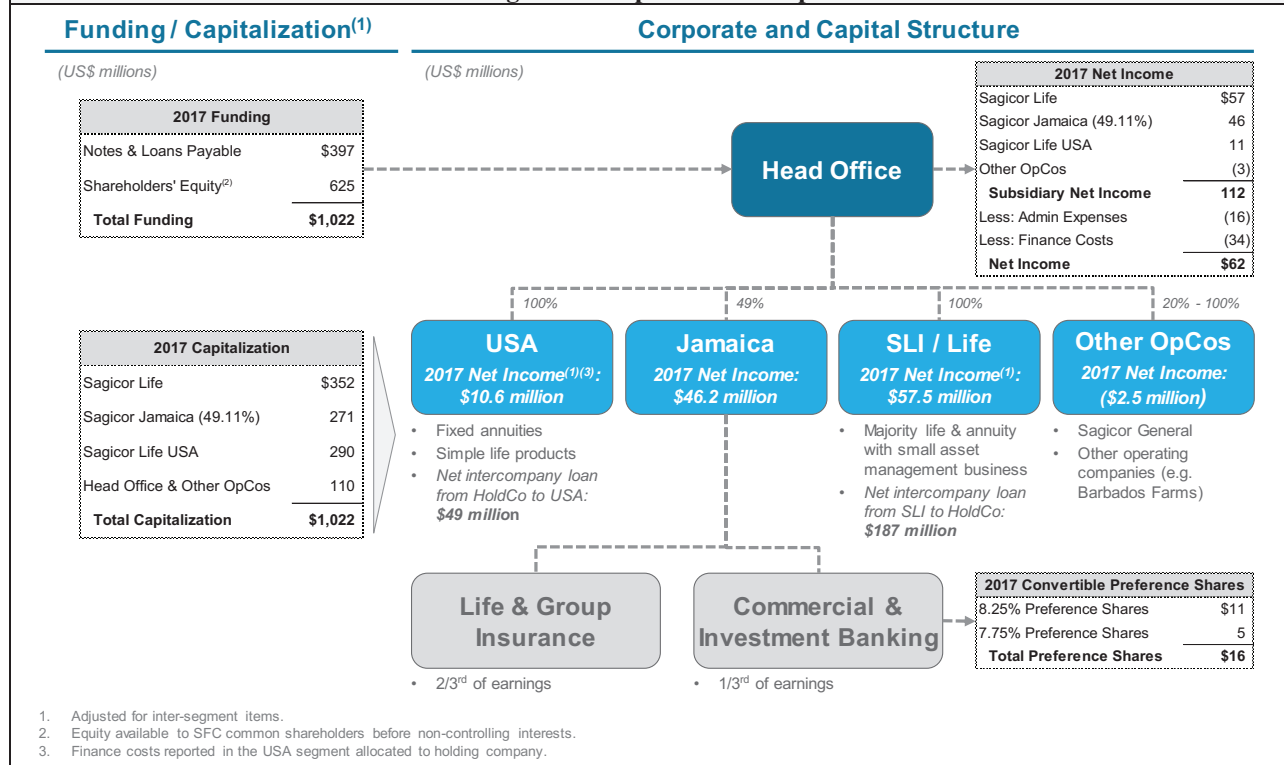 Funding / Capitalization(1)
Corporate and Capital Structure
(US$ millions)
(US$ millions)
2017 Funding
Notes & Loans Payable $397
Shareholders' Equity(2) 625
Total Funding $1,022
Head Office
2017 Net Income
Sagicor Life $57
Sagicor Jamaica (49.11%) 46
Sagicor Life USA 11
Other OpCos (3)
Subsidiary Net Income 112
Less: Admin Expenses (16)
Less: Finance Costs (34)
Net Income $62
100%
49%
100%
20% - 100%
2017 Capitalization
Sagicor Life $352
Sagicor Jamaica (49.11%) 271
Sagicor Life USA 290
Head Office & Other OpCos 110
Total Capitalization $1,022
USA
2017 Net Income(1)(3):
$10.6 million
• Fixed annuities
• Simple life products
• Net intercompany loan
from HoldCo to USA:
$49 million
Jamaica
2017 Net Income:
$46.2 million
SLI / Life
2017 Net Income(1):
$57.5 million
• Majority life & annuity
with small asset
management business
• Net intercompany loan
from SLI to HoldCo:
$187 million
Other OpCos
2017 Net Income:
($2.5 million)
• Sagicor General
• Other operating
companies (e.g.
Barbados Farms)
Life & Group
Insurance
• 2/3rd of earnings
Commercial &
Investment Banking
• 1/3rd of earnings
2017 Convertible Preference Shares
8.25% Preference Shares $11
7.75% Preference Shares 5
Total Preference Shares $16
1. Adjusted for inter-segment items.
2. Equity available to SFC common shareholders before non-controlling interests.
3. Finance costs reported in the USA segment allocated to holding company.